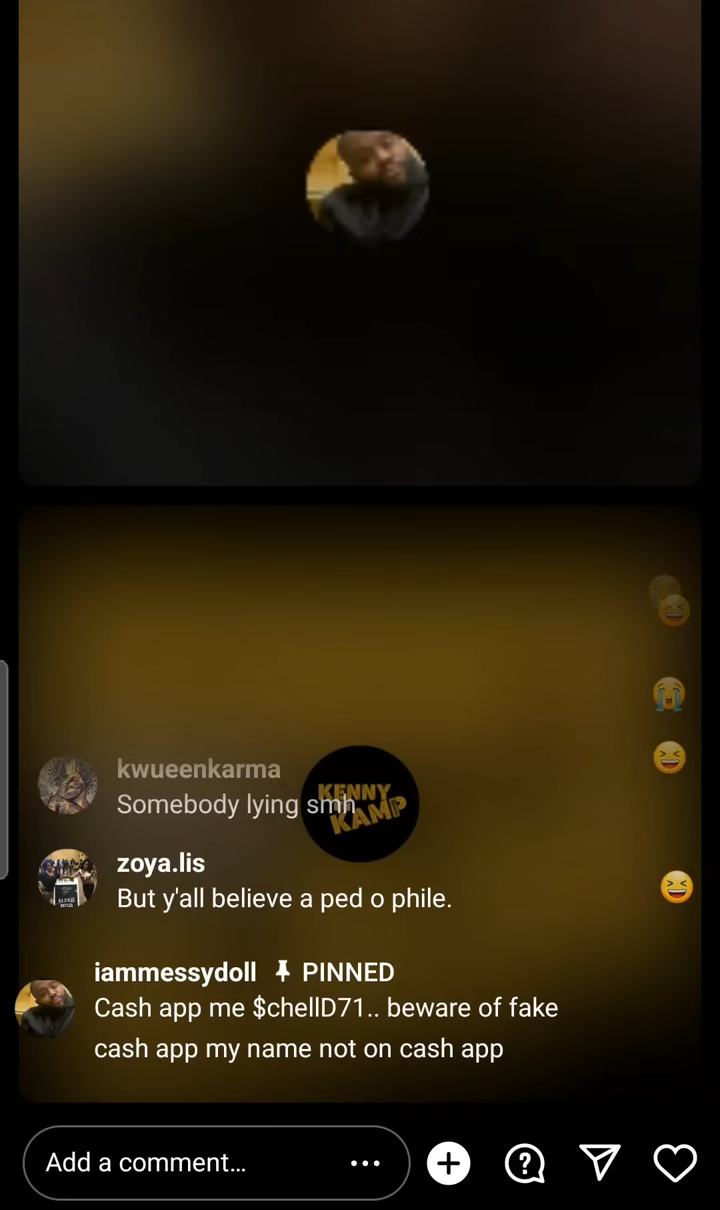 kwueenkarma
Somebody lying smh
KENNY
KAMP
zoya.lis
But y'all believe a ped o phile.
iammessydoll PINNED
Cash app me $chellD71.. beware of fake
cash app my name not on cash app
Add a comment...